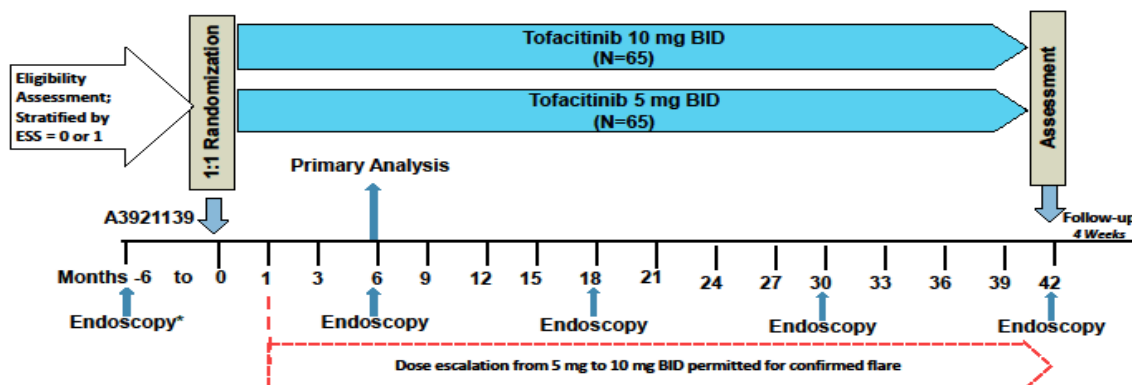 Eligibility
Assessment;
Stratified by
ESS = 0 or 1
1:1 Randomization
Tofacitinib 10 mg BID
(N=65)
Tofacitinib 5 mg BID
(N=65)
Assessment
Primary Analysis
A3921139
Follow-up
4 Weeks
Months -6 to 0 1 3 6 9 12 15 18 21 24 27 30 33 36 39 42
Endoscopy* Endoscopy Endoscopy Endoscopy Endoscopy
Dose escalation from 5 mg to 10 mg BID permitted for confirmed flare